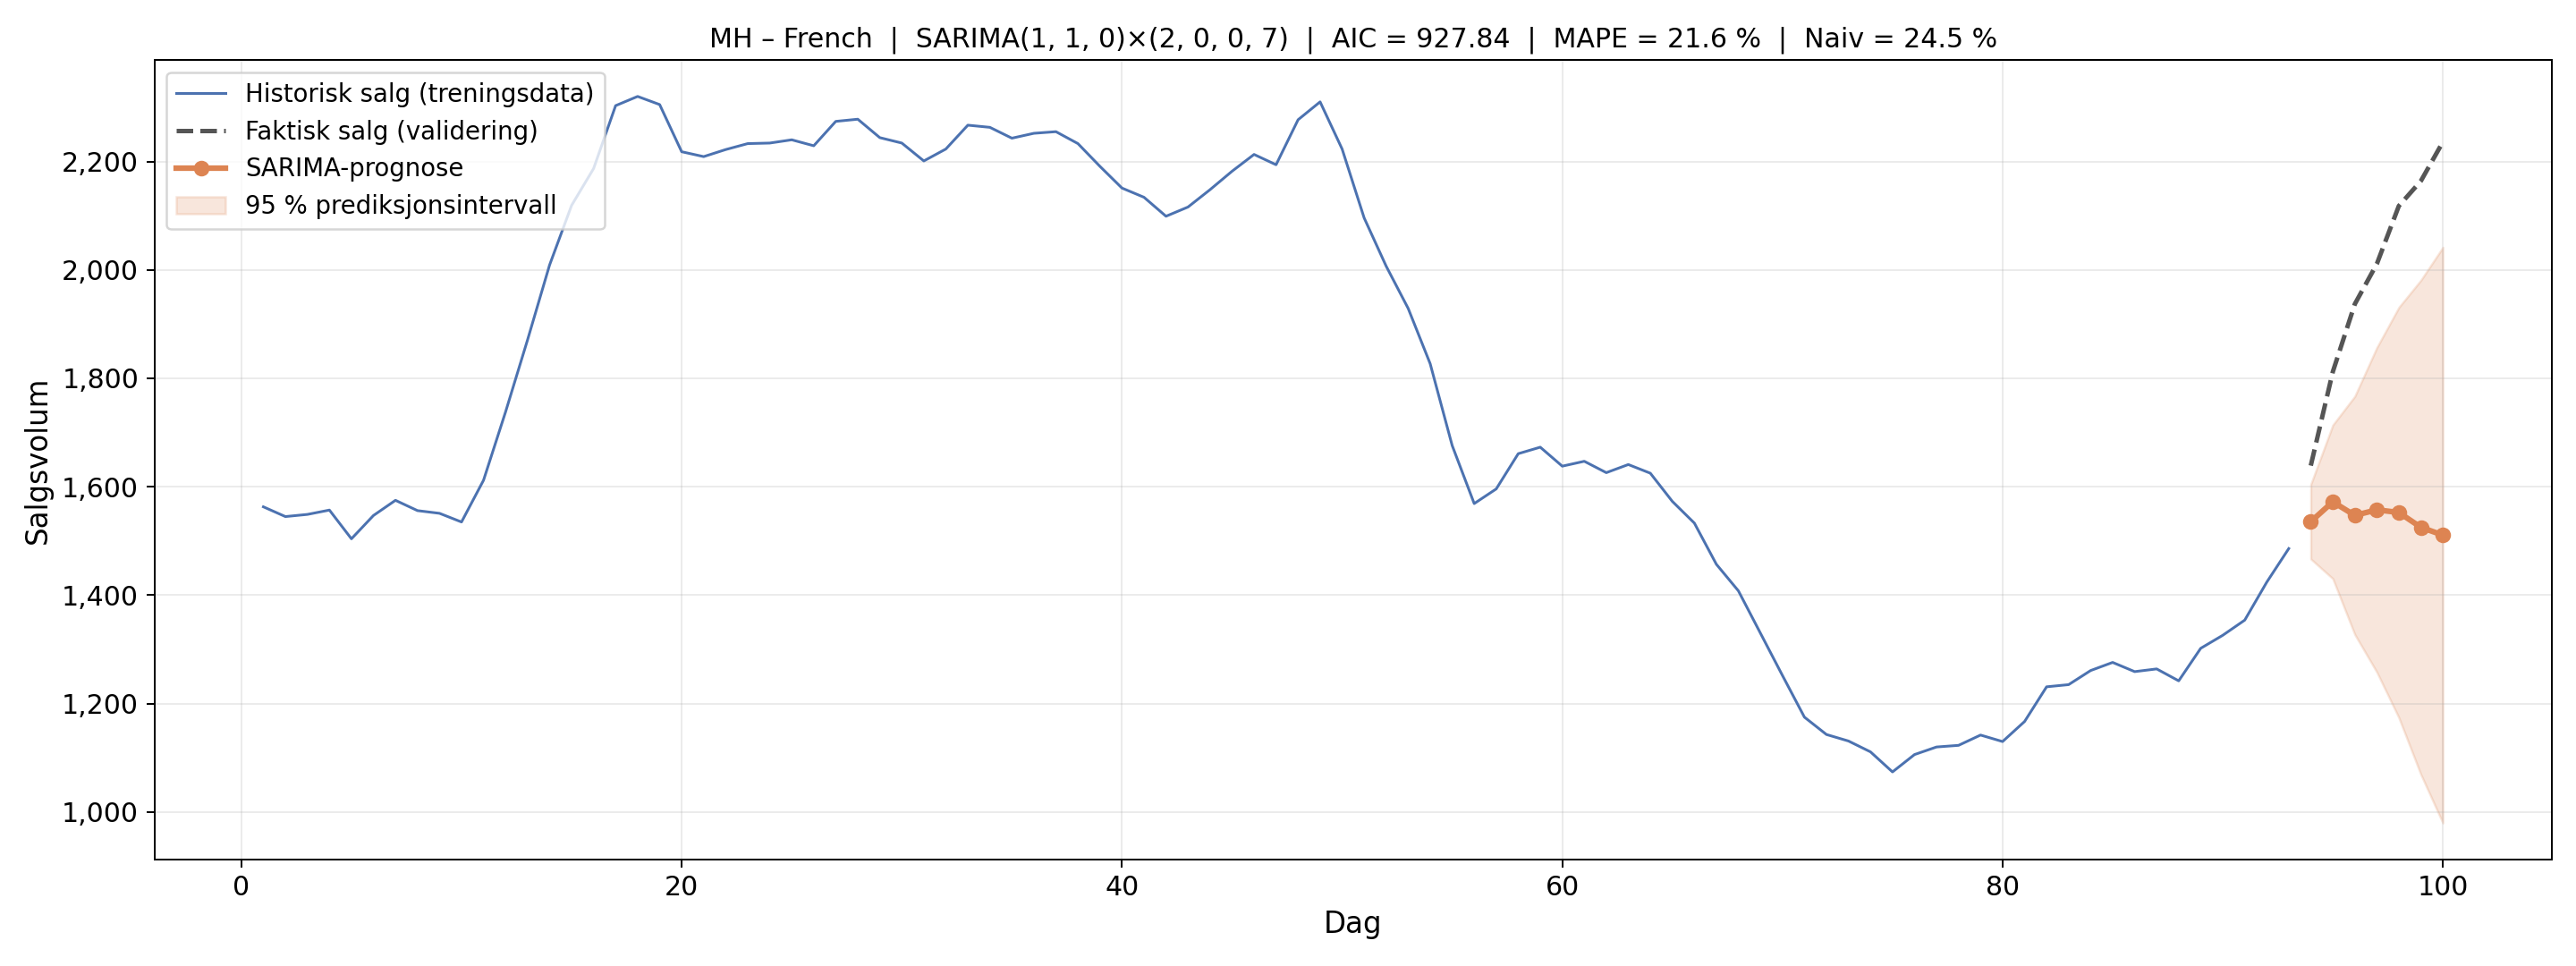 MH – French | SARIMA(1, 1, 0)×(2, 0, 0, 7) | AIC = 927.84 | MAPE = 21.6 % | Naiv = 24.5 %
Historisk salg (treningsdata)
Faktisk salg (validering)
SARIMA-prognose
95 % prediksjonsintervall
Salgsvolum
2,200
2,000
1,800
1,600
1,400
1,200
1,000
0 20 40 60 80 100
Dag